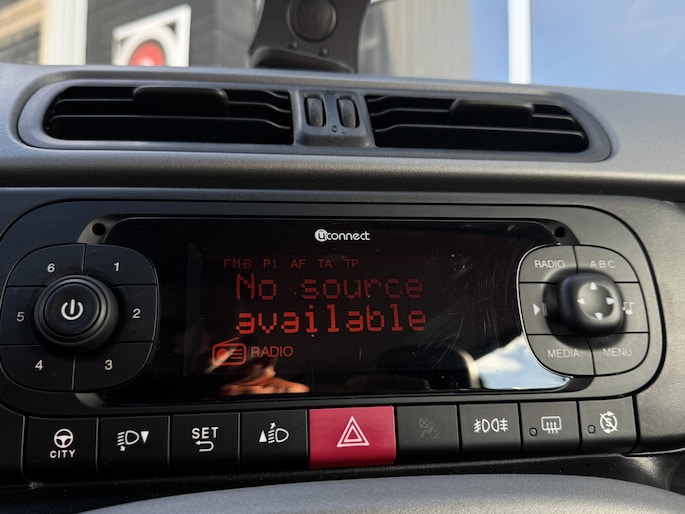 uconnect
FM-B P1 AF TA TP
No source
available
RADIO
6 1
5 2
4 3
RADIO ABC
MEDIA MENU
CITY
SET